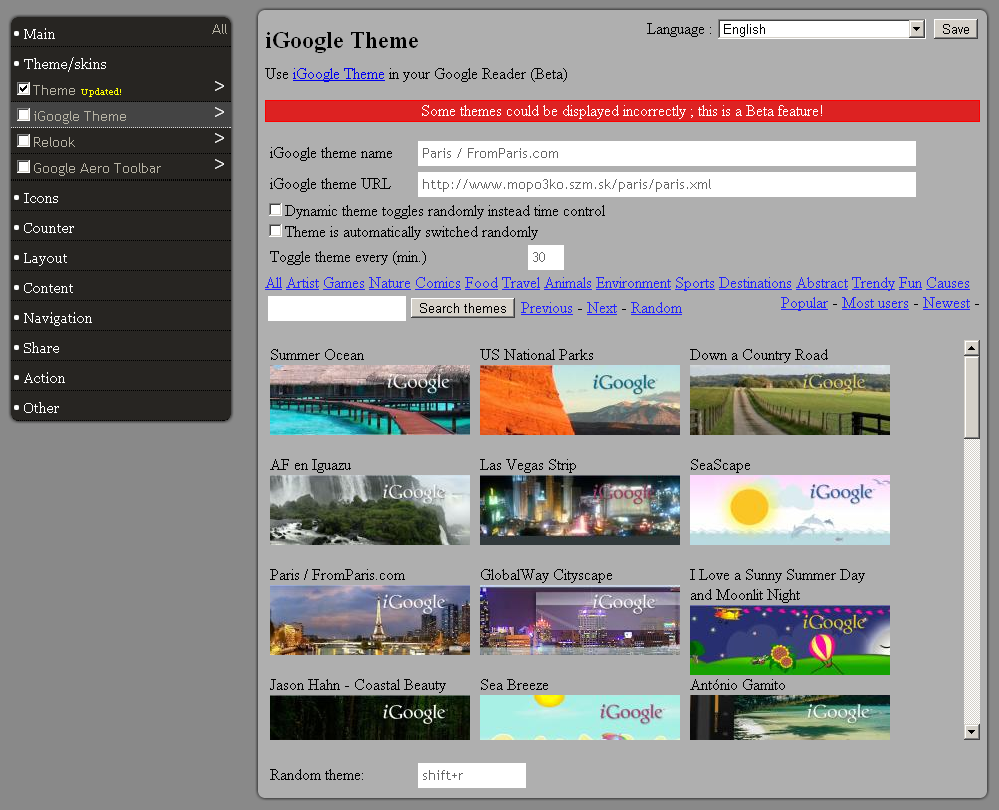 All
Main
Theme/skins
Theme Updated! >
iGoogle Theme >
Relook >
Google Aero Toolbar >
Icons
Counter
Layout
Content
Navigation
Share
Action
Other
Language : English Save
iGoogle Theme
Use iGoogle Theme in your Google Reader (Beta)
Some themes could be displayed incorrectly ; this is a Beta feature!
iGoogle theme name Paris / FromParis.com
iGoogle theme URL http://www.mopo3ko.szm.sk/paris/paris.xml
Dynamic theme toggles randomly instead time control
Theme is automatically switched randomly
Toggle theme every (min.) 30
All Artist Games Nature Comics Food Travel Animals Environment Sports Destinations Abstract Trendy Fun Causes
Search themes Previous - Next - Random Popular - Most users - Newest -
Summer Ocean US National Parks Down a Country Road
iGoogle iGoogle iGoogle
AF en Iguazu Las Vegas Strip SeaScape
iGoogle iGoogle iGoogle
Paris / FromParis.com GlobalWay Cityscape I Love a Sunny Summer Day
and Moonlit Night
iGoogle iGoogle iGoogle
Jason Hahn - Coastal Beauty Sea Breeze António Gamito
iGoogle iGoogle iGoogle
Random theme: shift+r